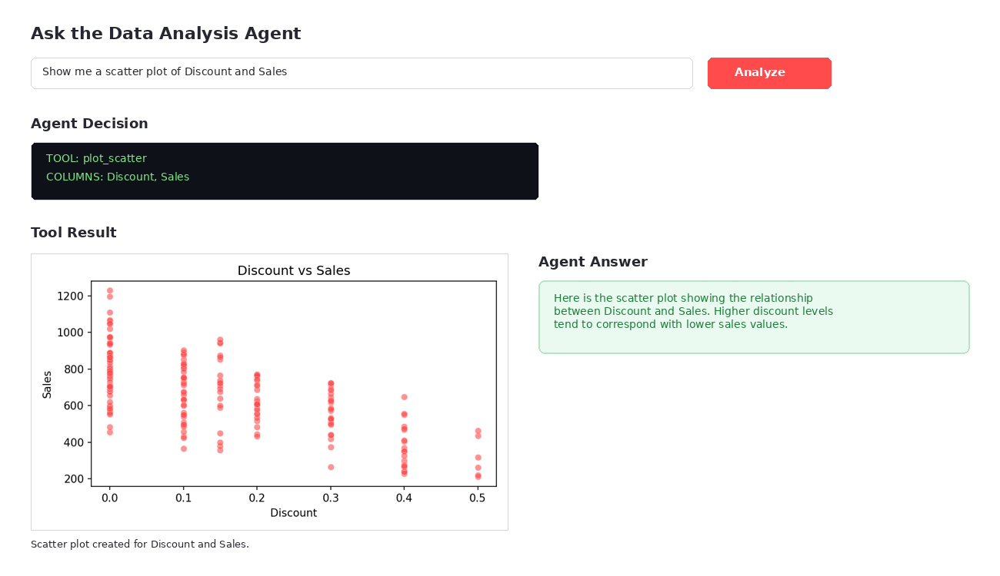 Ask the Data Analysis Agent
Show me a scatter plot of Discount and Sales
Analyze
Agent Decision
TOOL: plot_scatter
COLUMNS: Discount, Sales
Tool Result
Discount vs Sales
1200
1000
800
600
400
200
Sales
0.0 0.1 0.2 0.3 0.4 0.5
Discount
Scatter plot created for Discount and Sales.
Agent Answer
Here is the scatter plot showing the relationship
between Discount and Sales. Higher discount levels
tend to correspond with lower sales values.